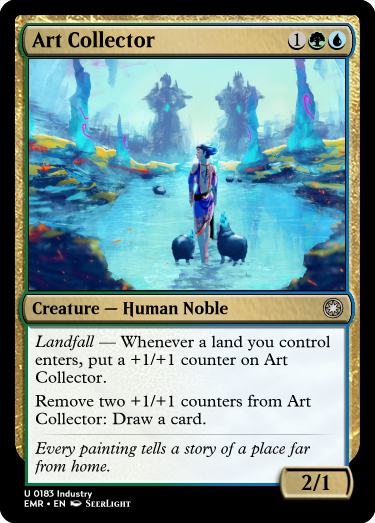 Art Collector 1
Creature — Human Noble
Landfall — Whenever a land you control
enters, put a +1/+1 counter on Art
Collector.
Remove two +1/+1 counters from Art
Collector: Draw a card.
Every painting tells a story of a place far
from home.
2/1
U 0183 Industry
EMR • EN SeerLight